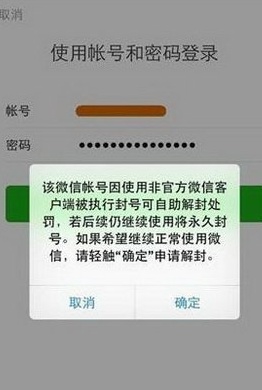 取消
使用帐号和密码登录
帐号
密码 ●●●●●●●●●●●●●●●
该微信帐号因使用非官方微信客
户端被执行封号可自助解封处
罚，若后续仍继续使用将永久封
号。如果希望继续正常使用微
信，请轻触“确定”申请解封。
取消 确定